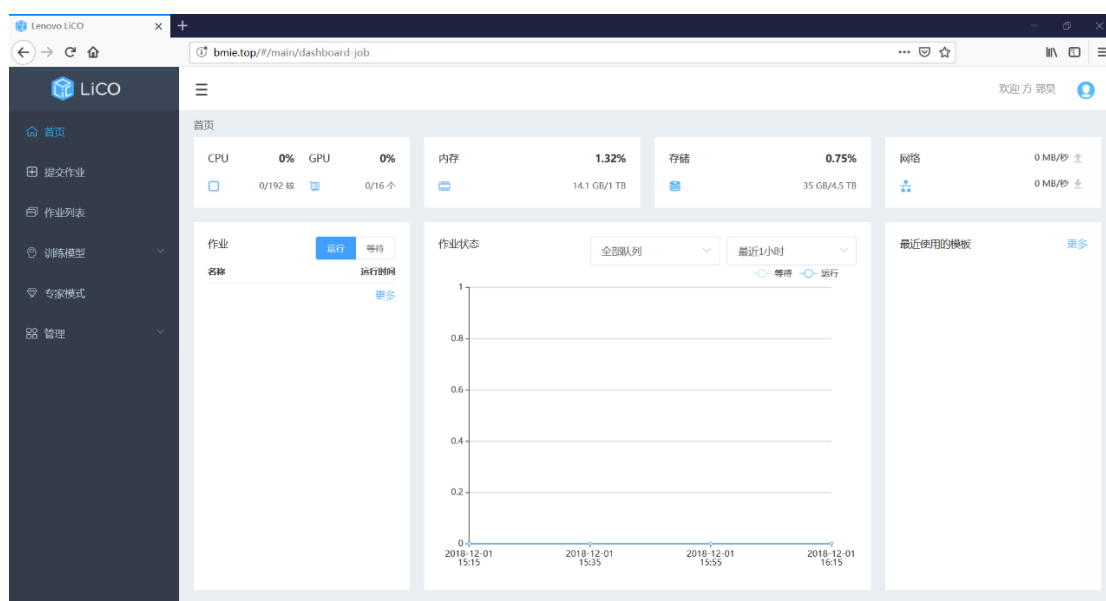 Lenovo LiCO
bmie.top/#/main/dashboard-job
LiCO
欢迎 方 郅昊
首页
提交作业
作业列表
训练模型
专家模式
管理
首页
CPU 0% GPU 0%
0/192 核 0/16 个
内存 1.32%
14.1 GB/1 TB
存储 0.75%
35 GB/4.5 TB
网络 0 MB/秒
0 MB/秒
作业 运行 等待
名称 运行时间
更多
作业状态 全部队列 最近1小时
等待 运行
1
0.8
0.6
0.4
0.2
0
2018-12-01 15:15
2018-12-01 15:35
2018-12-01 15:55
2018-12-01 16:15
最近使用的模板 更多